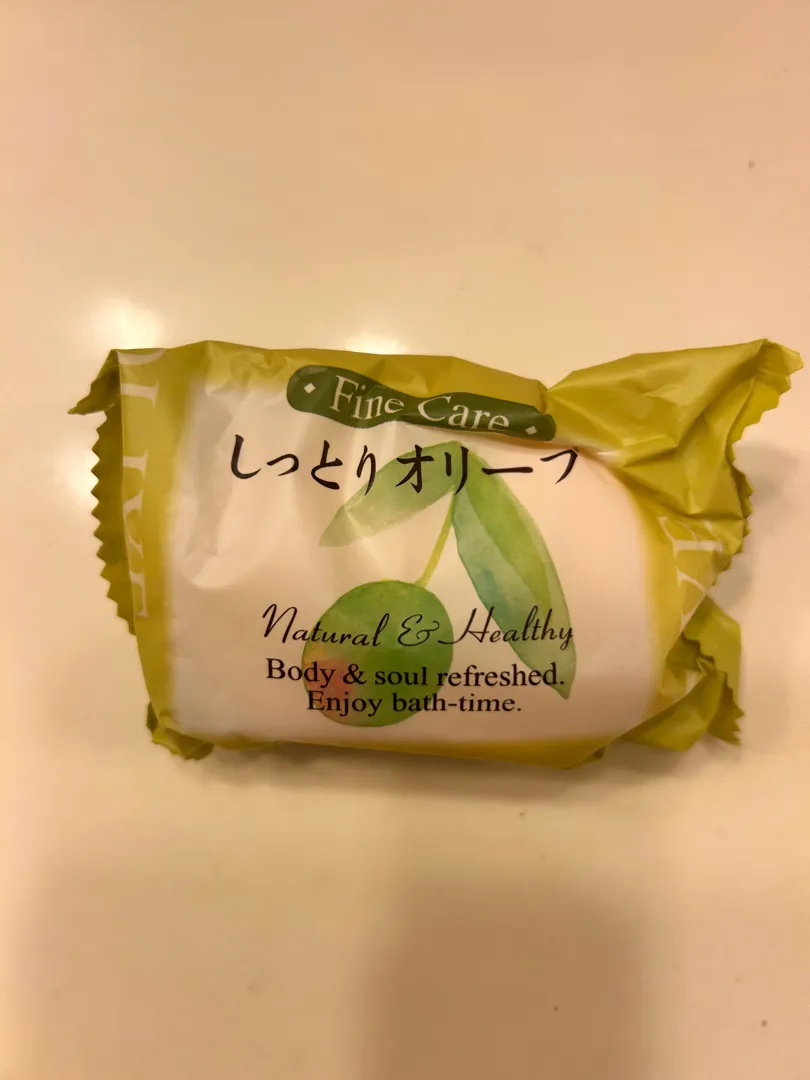 Fine Care
しっとりオリーブ
Natural & Healthy
Body & soul refreshed.
Enjoy bath-time.